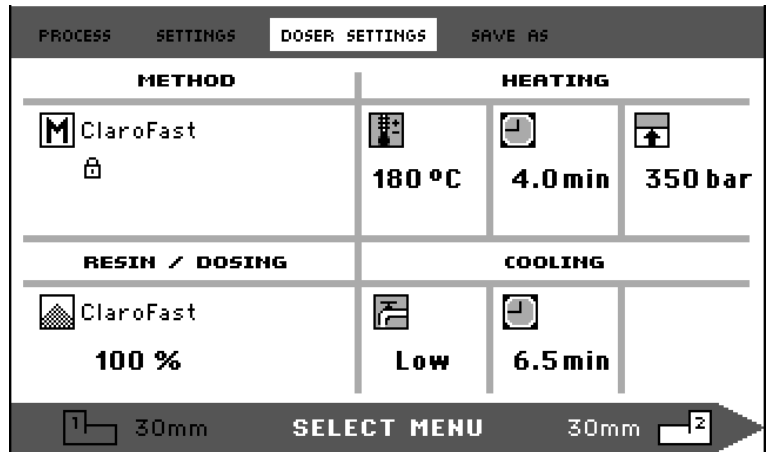 PROCESS SETTINGS DOSER SETTINGS SAVE AS
METHOD HEATING
M ClaroFast
180 ºC 4.0 min 350 bar
RESIN / DOSING COOLING
ClaroFast
100 % Low 6.5 min
1 30mm SELECT MENU 30mm 2